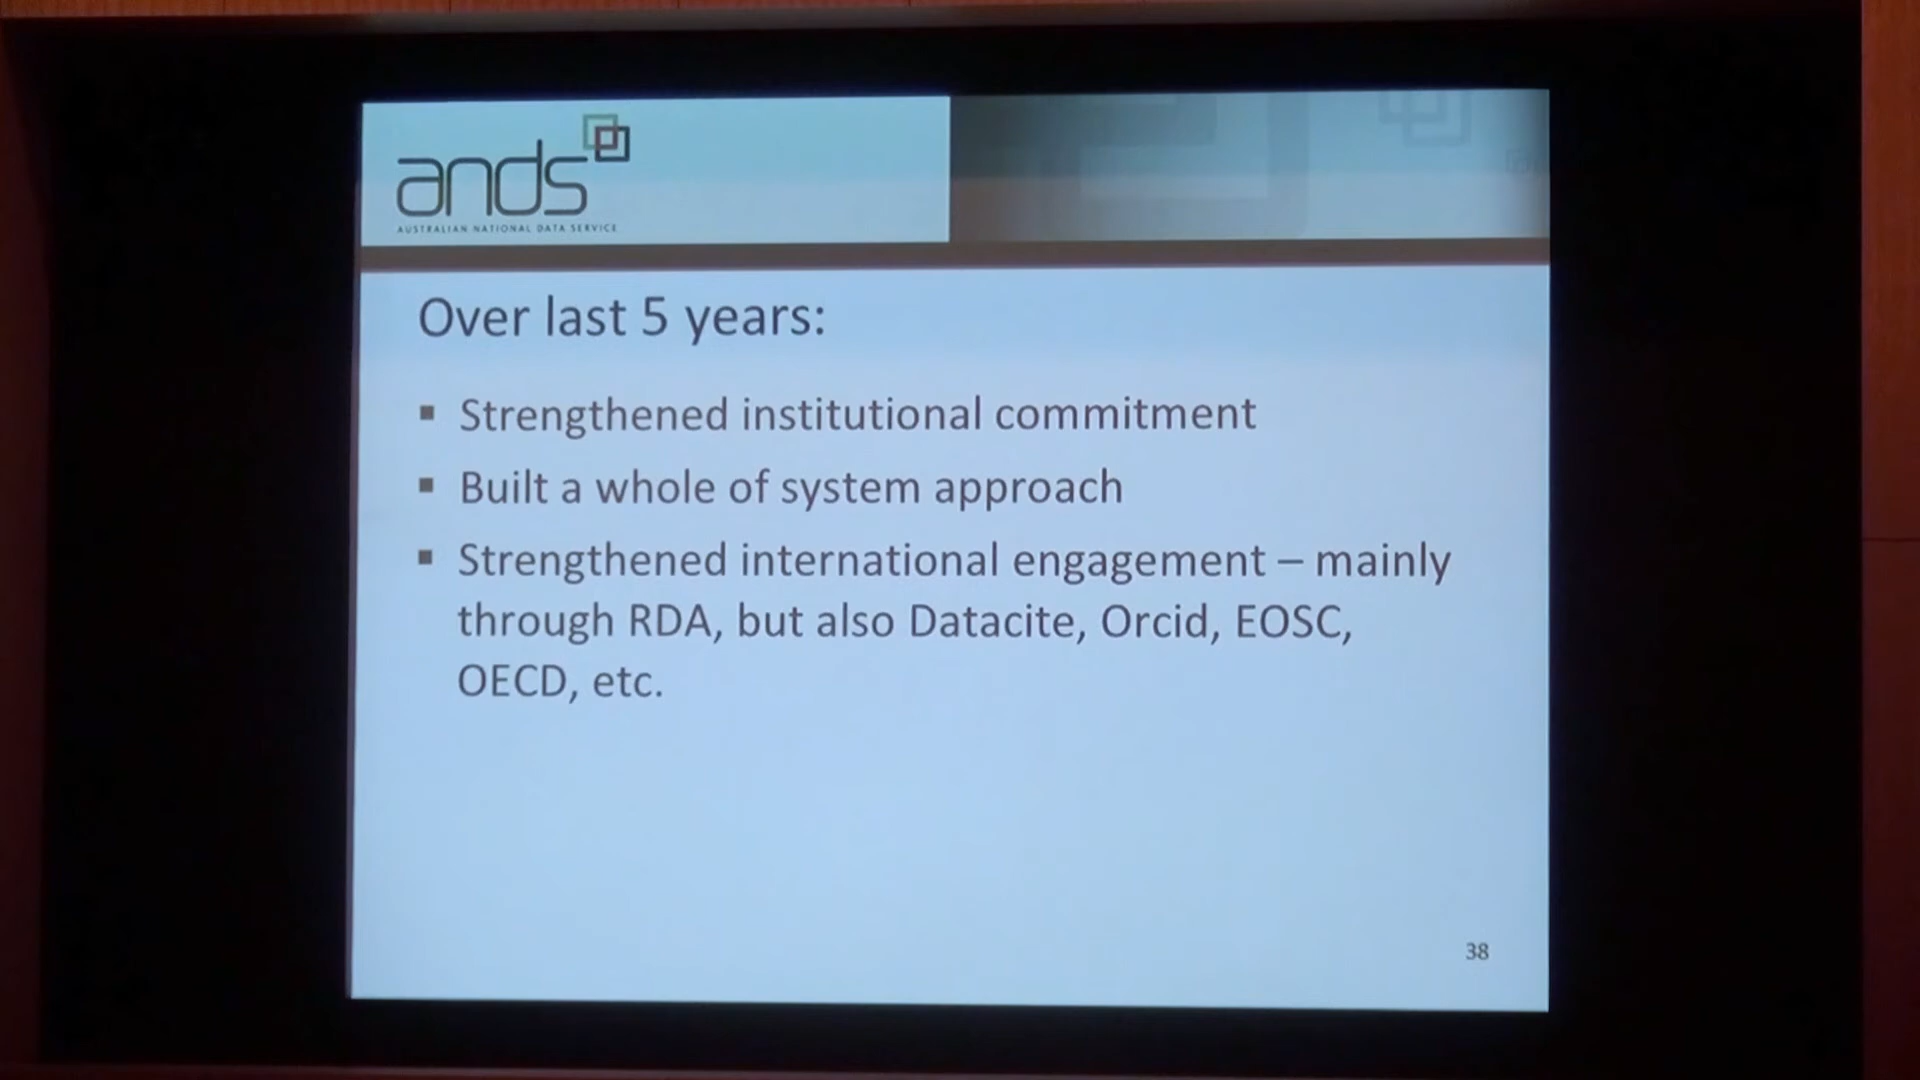 ands
AUSTRALIAN NATIONAL DATA SERVICE
Over last 5 years:
▪ Strengthened institutional commitment
▪ Built a whole of system approach
▪ Strengthened international engagement – mainly
through RDA, but also Datacite, Orcid, EOSC,
OECD, etc.
38